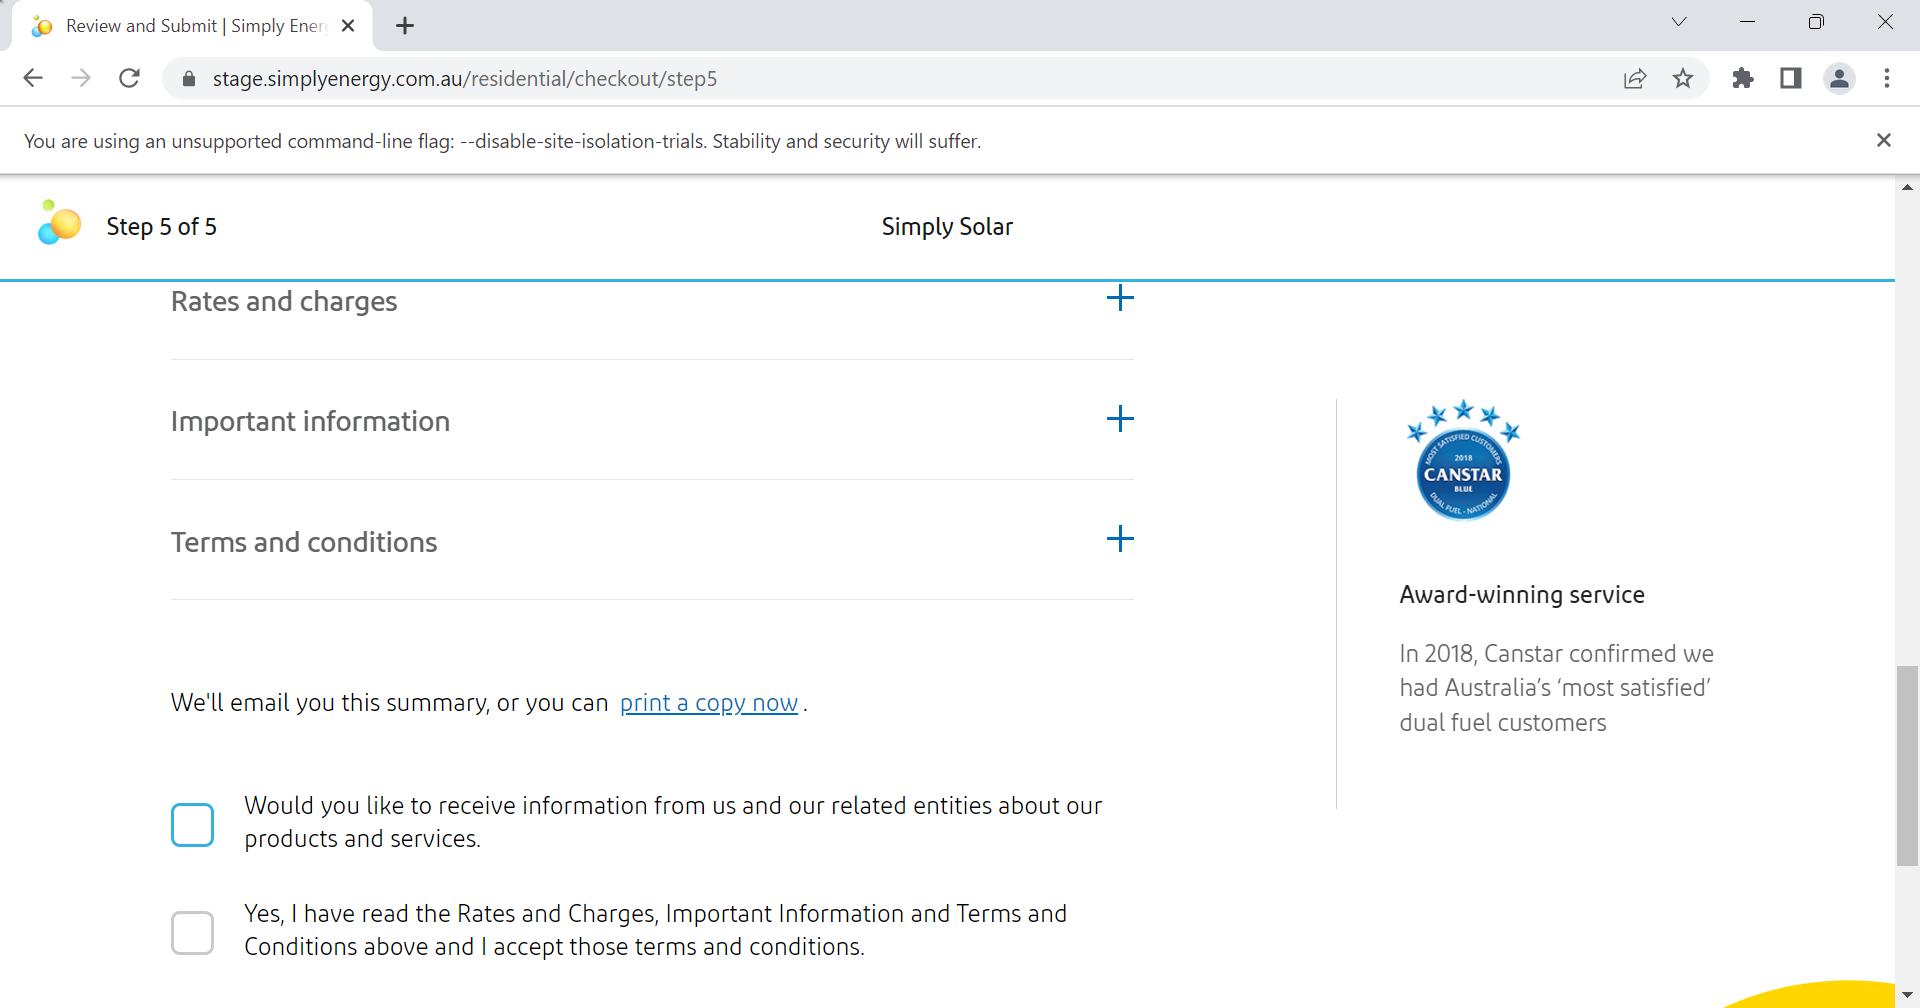 Review and Submit | Simply Ener
stage.simplyenergy.com.au/residential/checkout/step5
You are using an unsupported command-line flag: --disable-site-isolation-trials. Stability and security will suffer.
Step 5 of 5
Simply Solar
Rates and charges
Important information
Terms and conditions
We'll email you this summary, or you can print a copy now.
Would you like to receive information from us and our related entities about our
products and services.
Yes, I have read the Rates and Charges, Important Information and Terms and
Conditions above and I accept those terms and conditions.
MOST SATISFIED CUSTOMERS
2018
CANSTAR
BLUE
DUAL FUEL - NATIONAL
Award-winning service
In 2018, Canstar confirmed we
had Australia’s ‘most satisfied’
dual fuel customers